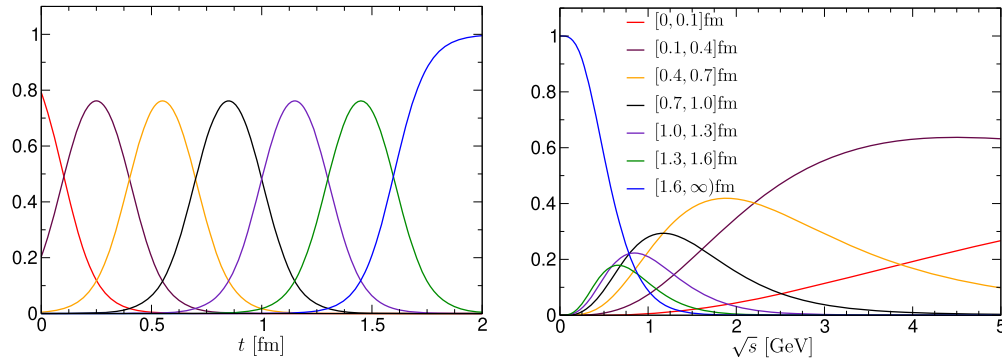 1
0.8
0.6
0.4
0.2
0
0
0.5
1
1.5
2
t [fm]
1
0.8
0.6
0.4
0.2
0
0
1
2
3
4
5
√s [GeV]
[0, 0.1]fm
[0.1, 0.4]fm
[0.4, 0.7]fm
[0.7, 1.0]fm
[1.0, 1.3]fm
[1.3, 1.6]fm
[1.6, ∞)fm